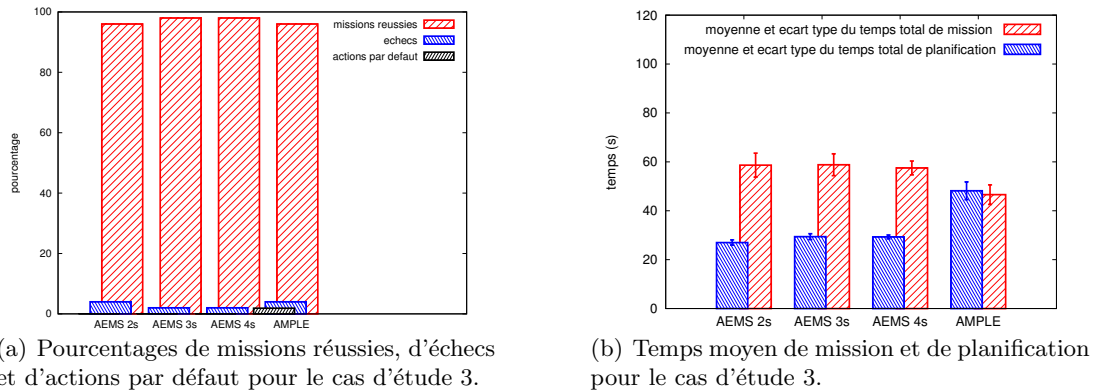 100
80
60
40
20
0
pourcentage
missions reussies
echecs
actions par defaut
AEMS 2s AEMS 3s AEMS 4s AMPLE
(a) Pourcentages de missions réussies, d'échecs
et d'actions par défaut pour le cas d'étude 3.
120
100
80
60
40
20
0
temps (s)
moyenne et ecart type du temps total de mission
moyenne et ecart type du temps total de planification
AEMS 2s AEMS 3s AEMS 4s AMPLE
(b) Temps moyen de mission et de planification
pour le cas d'étude 3.